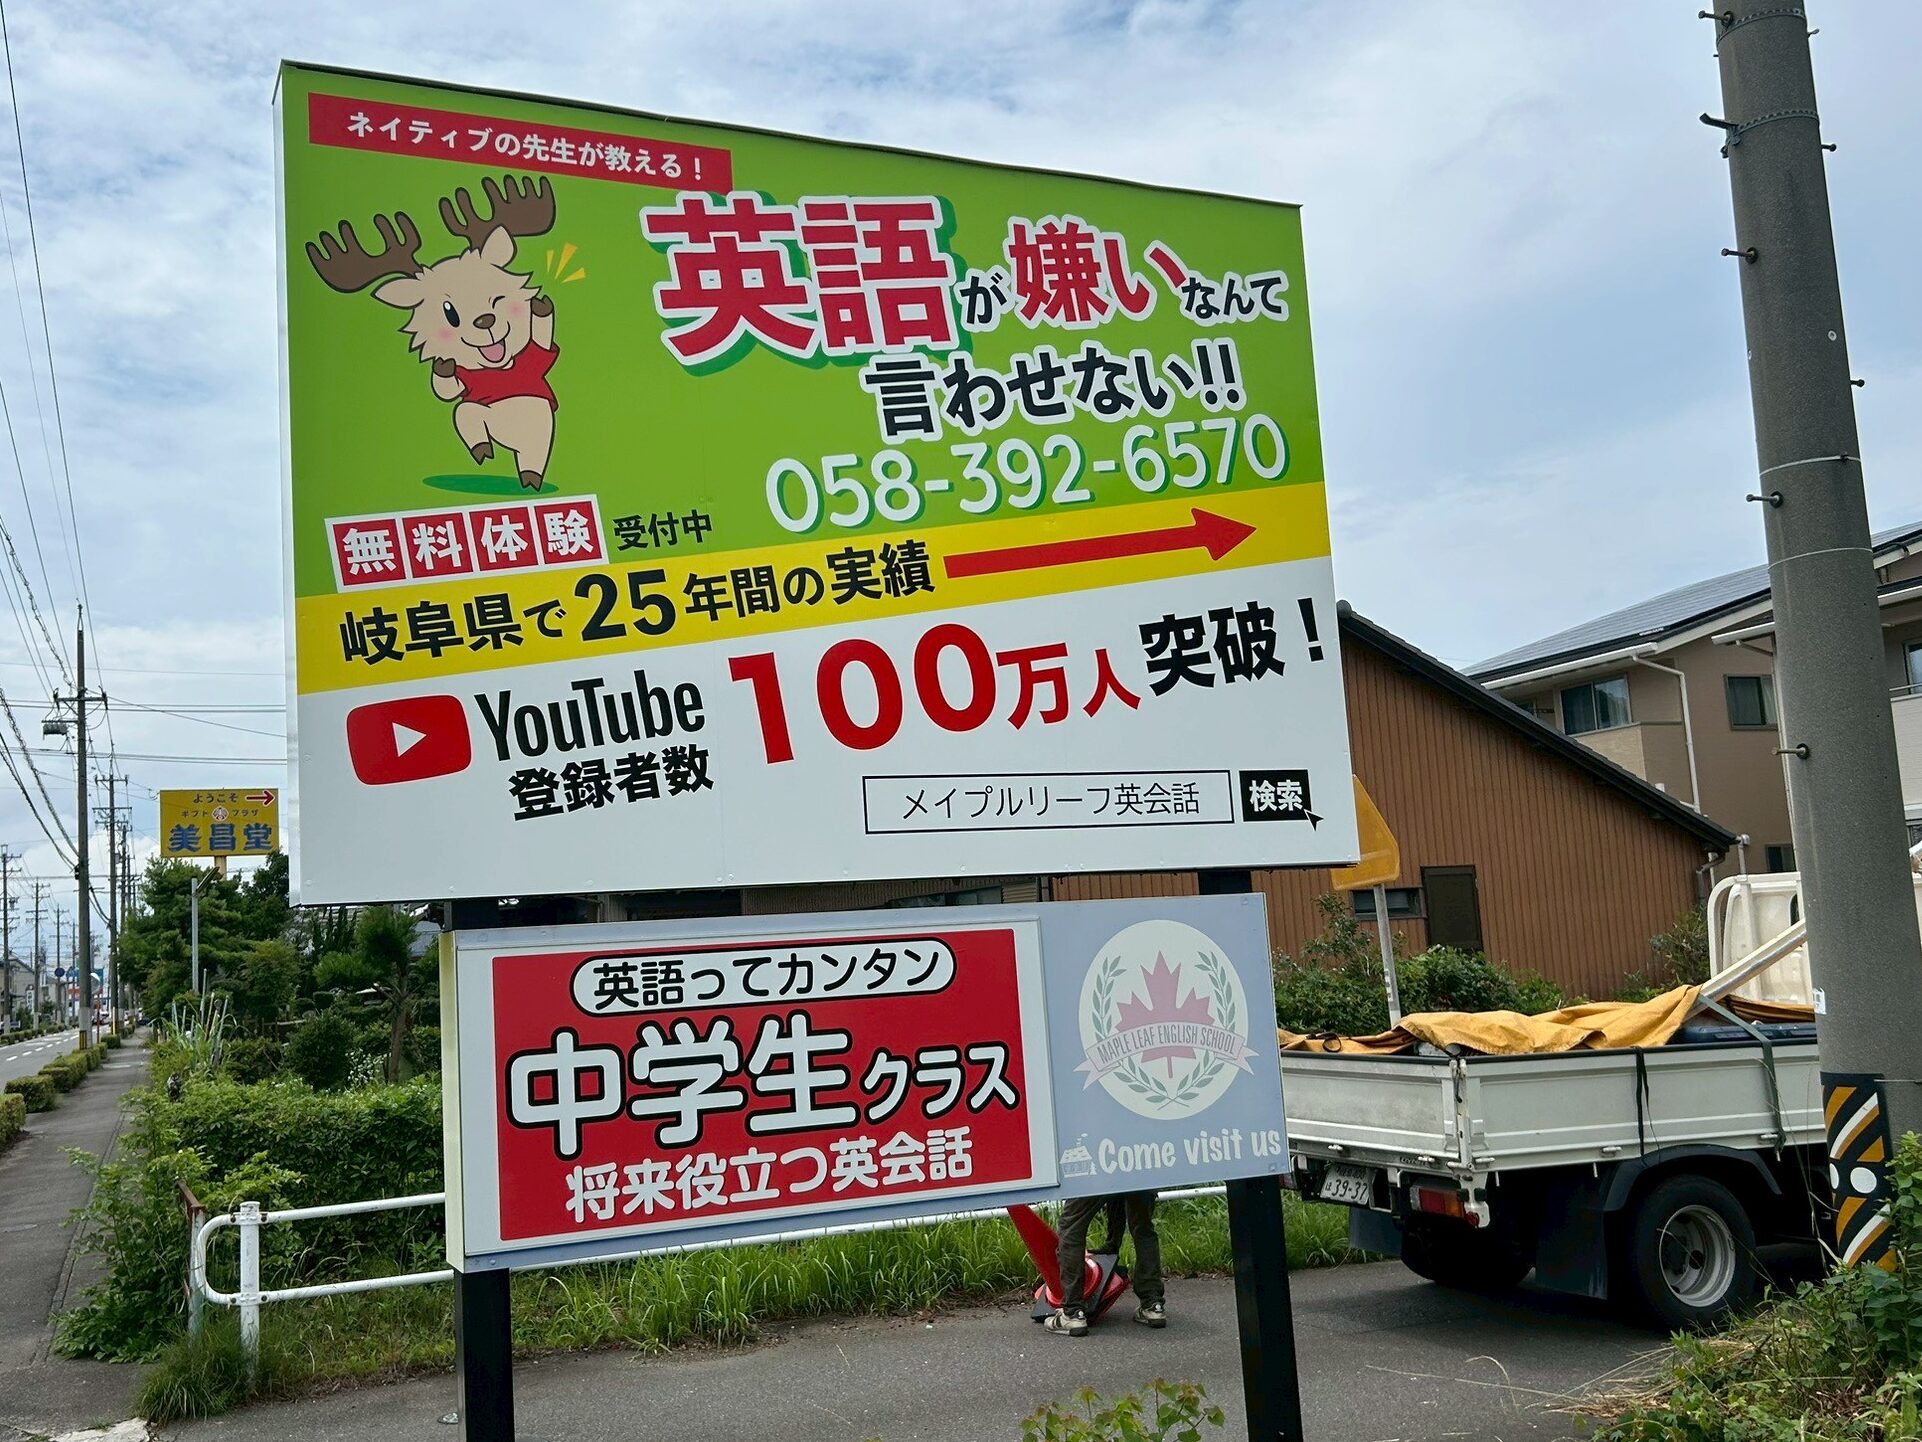 ネイティブの先生が教える！
英語が嫌いなんて
言わせない!!
058-392-6570
無料体験 受付中
岐阜県で25年間の実績
YouTube
登録者数
100万人突破！
メイプルリーフ英会話 検索
英語ってカンタン
中学生クラス
将来役立つ英会話
MAPLE LEAF ENGLISH SCHOOL
Come visit us
ようこそ
ギフトプラザ
美昌堂
39-37